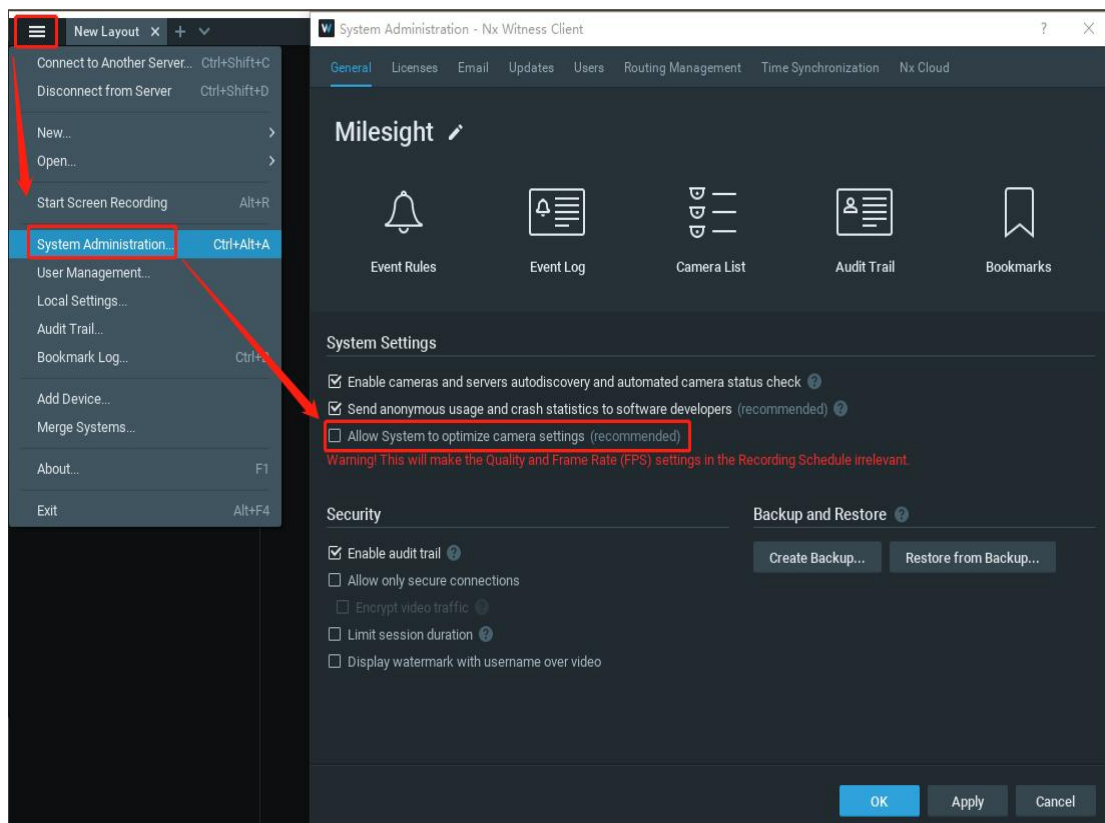 New Layout
Connect to Another Server... Ctrl+Shift+C
Disconnect from Server Ctrl+Shift+D
New...
Open...
Start Screen Recording Alt+R
System Administration... Ctrl+Alt+A
User Management...
Local Settings...
Audit Trail...
Bookmark Log...
Add Device...
Merge Systems...
About... F1
Exit Alt+F4
W System Administration - Nx Witness Client ?
General Licenses Email Updates Users Routing Management Time Synchronization Nx Cloud
Milesight
Event Rules Event Log Camera List Audit Trail Bookmarks
System Settings
Enable cameras and servers autodiscovery and automated camera status check ?
Send anonymous usage and crash statistics to software developers (recommended) ?
Allow System to optimize camera settings (recommended)
Warning! This will make the Quality and Frame Rate (FPS) settings in the Recording Schedule irrelevant.
Security
Enable audit trail ?
Allow only secure connections
Encrypt video traffic ?
Limit session duration ?
Display watermark with username over video
Backup and Restore ?
Create Backup... Restore from Backup...
OK Apply Cancel